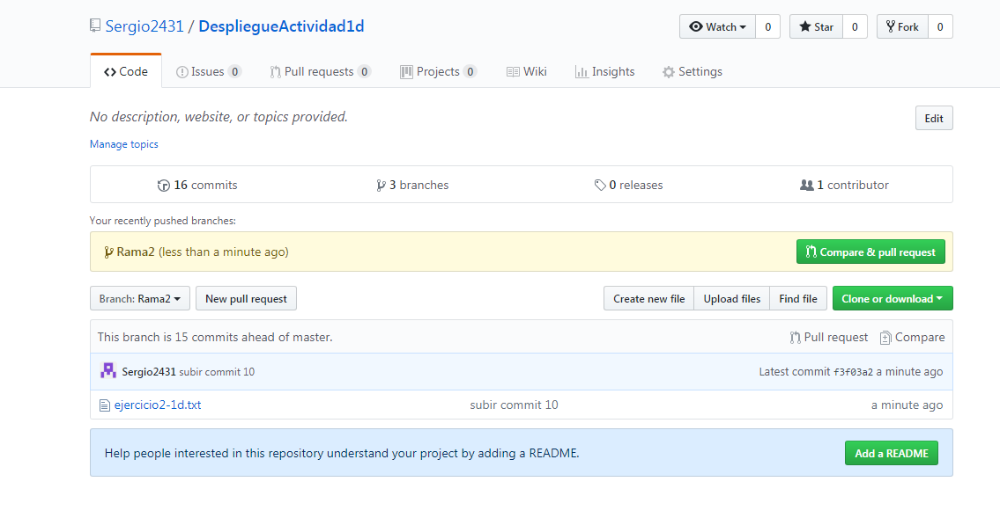 Sergio2431 / DespliegueActividad1d
Watch 0 Star 0 Fork 0
Code Issues 0 Pull requests 0 Projects 0 Wiki Insights Settings
No description, website, or topics provided. Edit
Manage topics
16 commits 3 branches 0 releases 1 contributor
Your recently pushed branches:
Rama2 (less than a minute ago) Compare & pull request
Branch: Rama2 New pull request Create new file Upload files Find file Clone or download
This branch is 15 commits ahead of master. Pull request Compare
Sergio2431 subir commit 10 Latest commit f3f03a2 a minute ago
ejercicio2-1d.txt subir commit 10 a minute ago
Help people interested in this repository understand your project by adding a README. Add a README